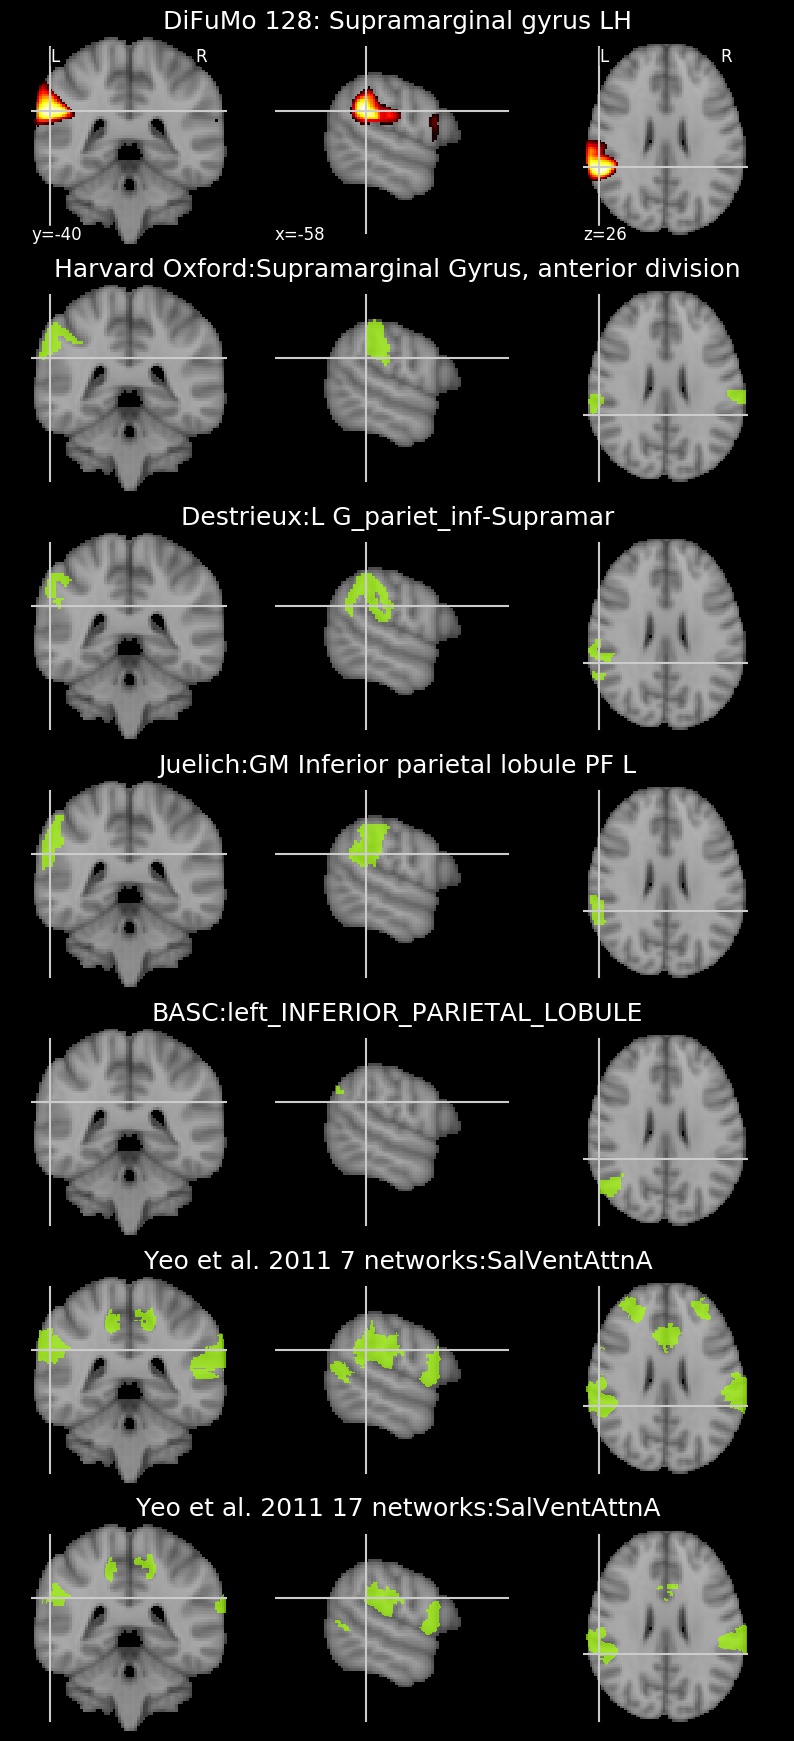 DiFuMo 128: Supramarginal gyrus LH
L R L R
y=-40 x=-58 z=26
Harvard Oxford:Supramarginal Gyrus, anterior division
Destrieux:L G_pariet_inf-Supramar
Juelich:GM Inferior parietal lobule PF L
BASC:left_INFERIOR_PARIETAL_LOBULE
Yeo et al. 2011 7 networks:SalVentAttnA
Yeo et al. 2011 17 networks:SalVentAttnA